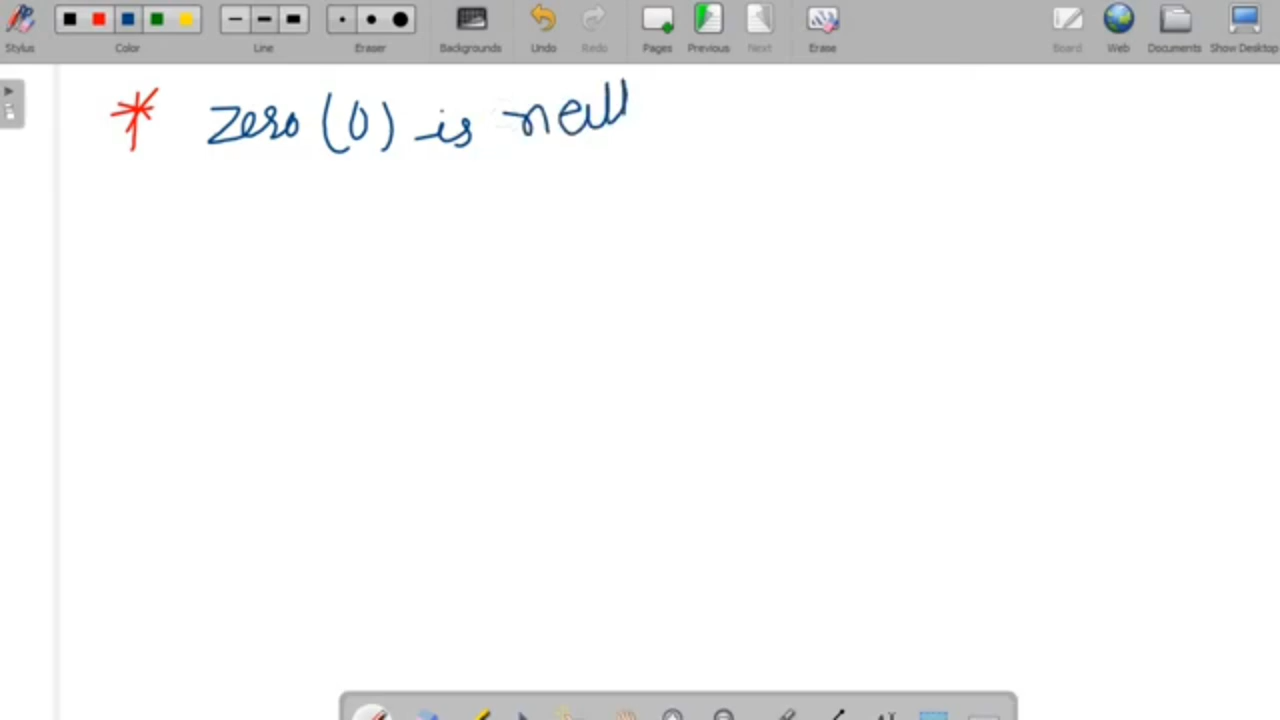 Stylus
Color
Line
Eraser
Backgrounds
Undo
Redo
Pages
Previous
Next
Erase
Board
Web
Documents
Show Desktop
* Zero (0) is